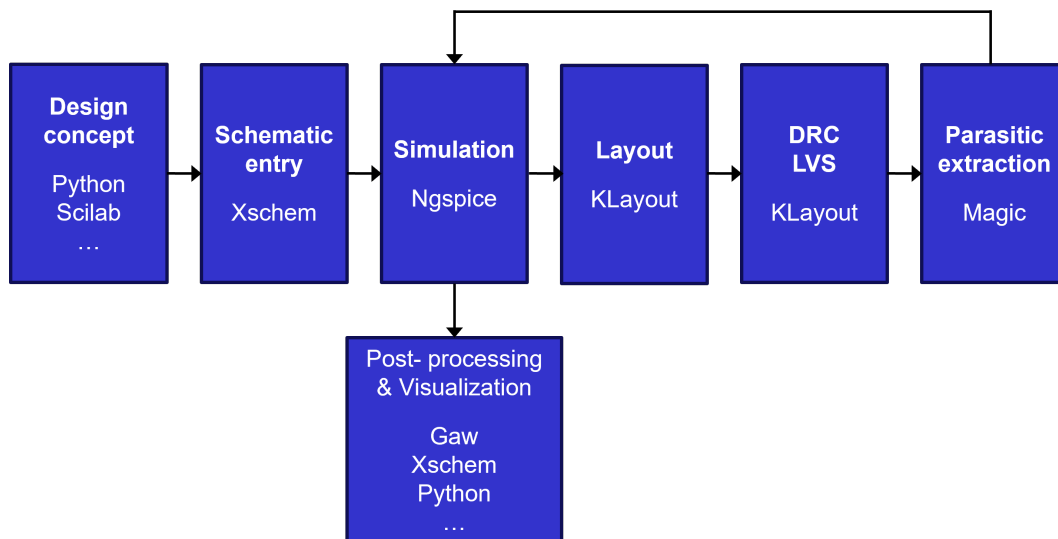 Design
concept
Python
Scilab
…
Schematic
entry
Xschem
Simulation
Ngspice
Layout
KLayout
DRC
LVS
KLayout
Parasitic
extraction
Magic
Post- processing
& Visualization
Gaw
Xschem
Python
…